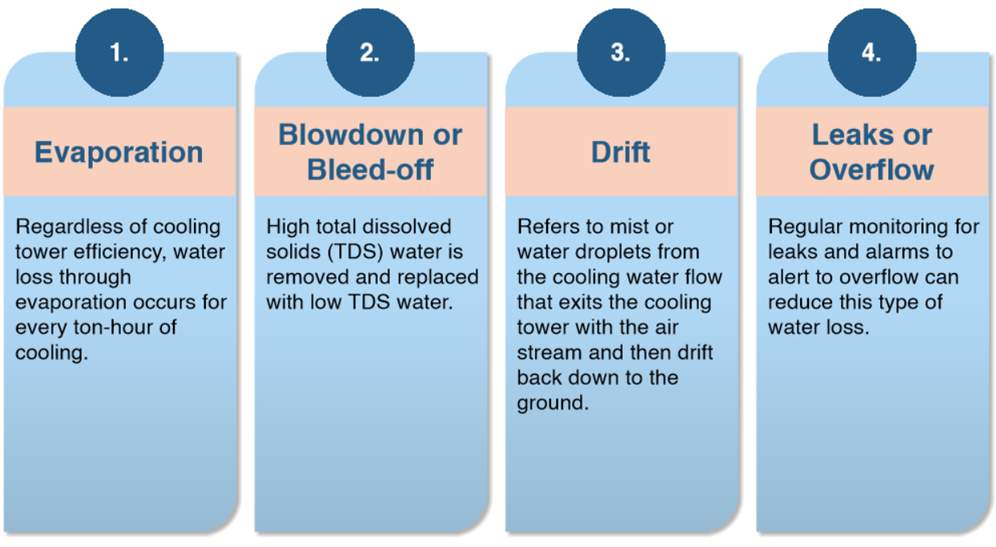 1.
Evaporation
Regardless of cooling
tower efficiency, water
loss through
evaporation occurs for
every ton-hour of
cooling.
2.
Blowdown or
Bleed-off
High total dissolved
solids (TDS) water is
removed and replaced
with low TDS water.
3.
Drift
Refers to mist or
water droplets from
the cooling water flow
that exits the cooling
tower with the air
stream and then drift
back down to the
ground.
4.
Leaks or
Overflow
Regular monitoring for
leaks and alarms to
alert to overflow can
reduce this type of
water loss.